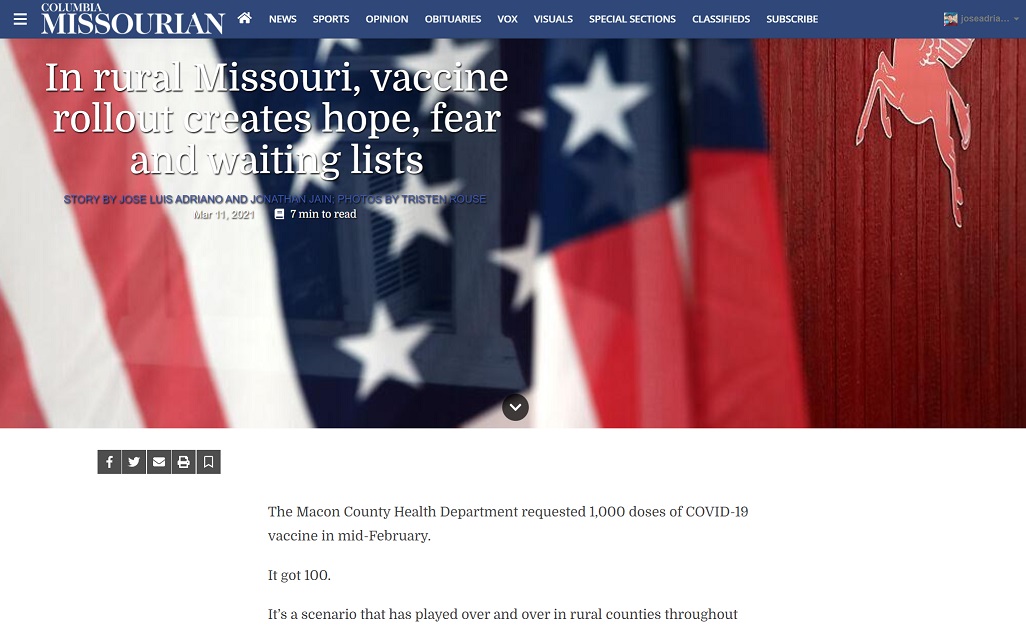 COLUMBIA
MISSOURIAN
NEWS SPORTS OPINION OBITUARIES VOX VISUALS SPECIAL SECTIONS CLASSIFIEDS SUBSCRIBE joseadria...
In rural Missouri, vaccine
rollout creates hope, fear
and waiting lists
STORY BY JOSE LUIS ADRIANO AND JONATHAN JAIN; PHOTOS BY TRISTEN ROUSE
Mar 11, 2021 7 min to read
The Macon County Health Department requested 1,000 doses of COVID-19
vaccine in mid-February.
It got 100.
It’s a scenario that has played over and over in rural counties throughout